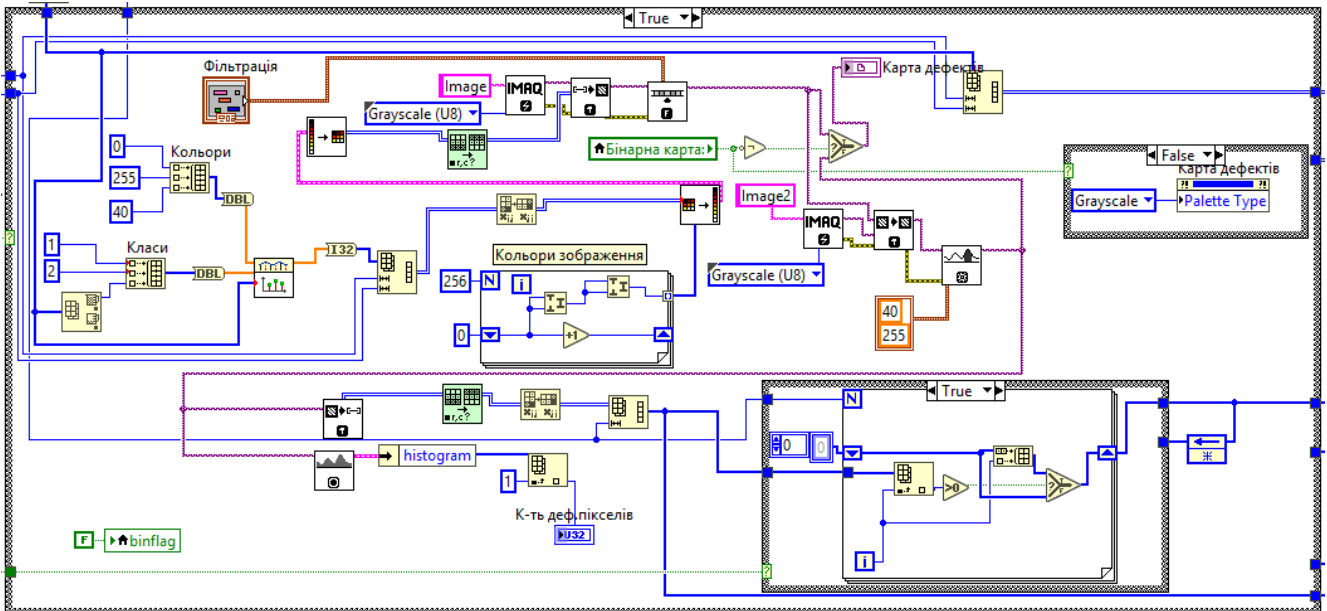 True
Фільтрація
Image
IMAQ
Карта дефектів
Grayscale (U8)
F
r,c?
Бінарна карта:
0
Кольори
255
DBL
40
False
Карта дефектів
Grayscale
Palette Type
Image2
IMAQ
1
Класи
2
DBL
I32
Кольори зображення
Grayscale (U8)
256
N
i
0
+1
40
255
True
r,c?
N
0
0
histogram
1
>0
К-ть деф.пікселів
U32
F
binflag
i